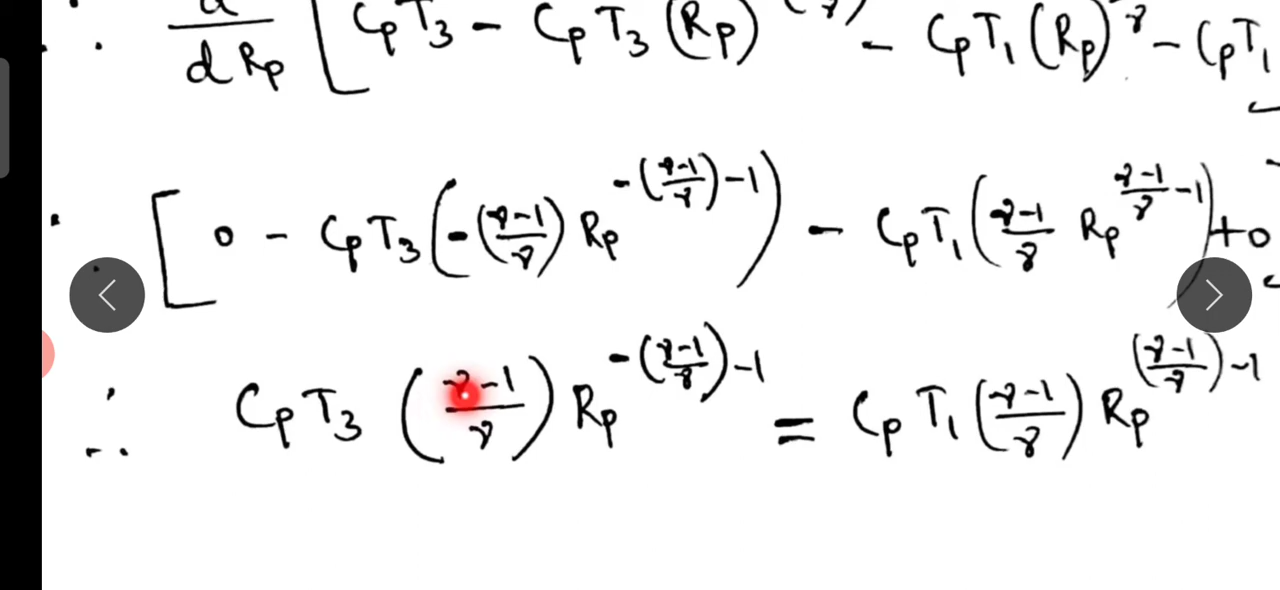 ∴ d/dRp [ CpT3 - CpT3 (Rp) - CpT1 (Rp) - CpT1
∴ [ 0 - CpT3 ( -((γ-1)/γ) Rp^(-((γ-1)/γ)-1) ) - CpT1 ( (γ-1)/γ Rp^((γ-1)/γ -1) ) + 0
∴ CpT3 ((γ-1)/γ) Rp^(-((γ-1)/γ)-1) = CpT1 ((γ-1)/γ) Rp^(((γ-1)/γ)-1)